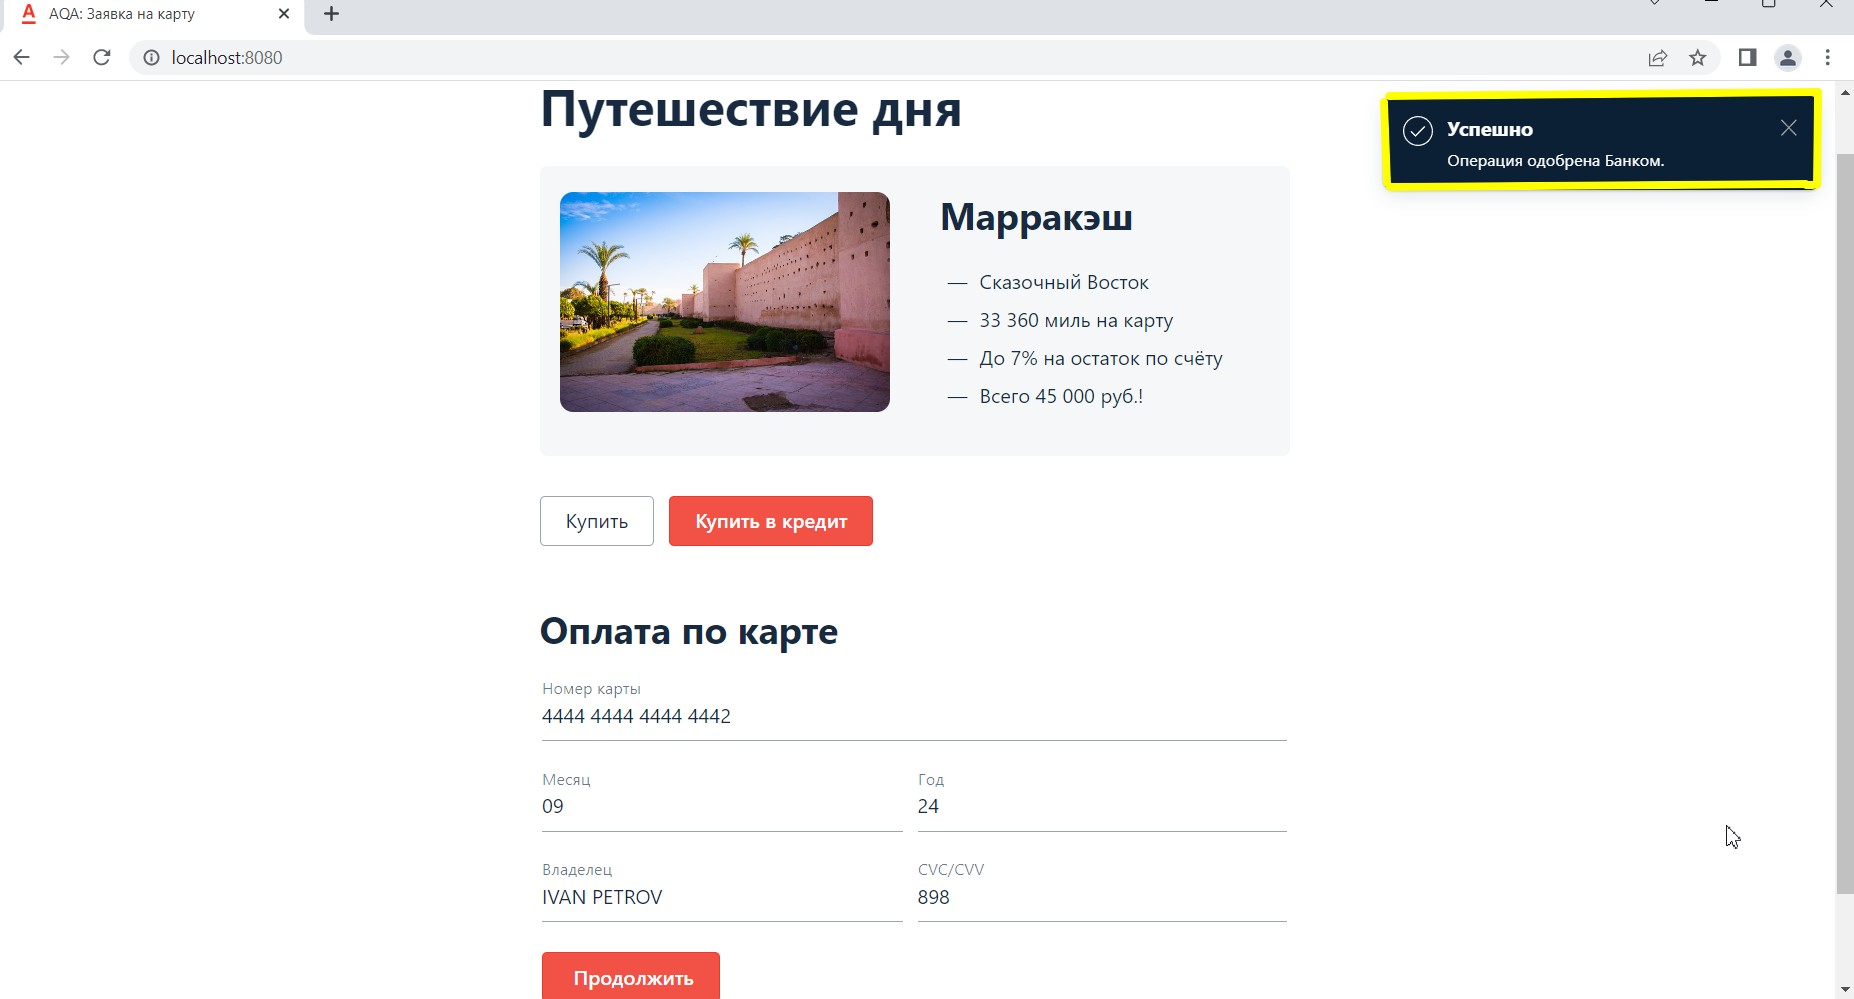 AQA: Заявка на карту
localhost:8080
Путешествие дня
Успешно
Операция одобрена Банком.
Марракэш
— Сказочный Восток
— 33 360 миль на карту
— До 7% на остаток по счёту
— Всего 45 000 руб.!
Купить
Купить в кредит
Оплата по карте
Номер карты
4444 4444 4444 4442
Месяц
Год
09
24
Владелец
CVC/CVV
IVAN PETROV
898
Продолжить